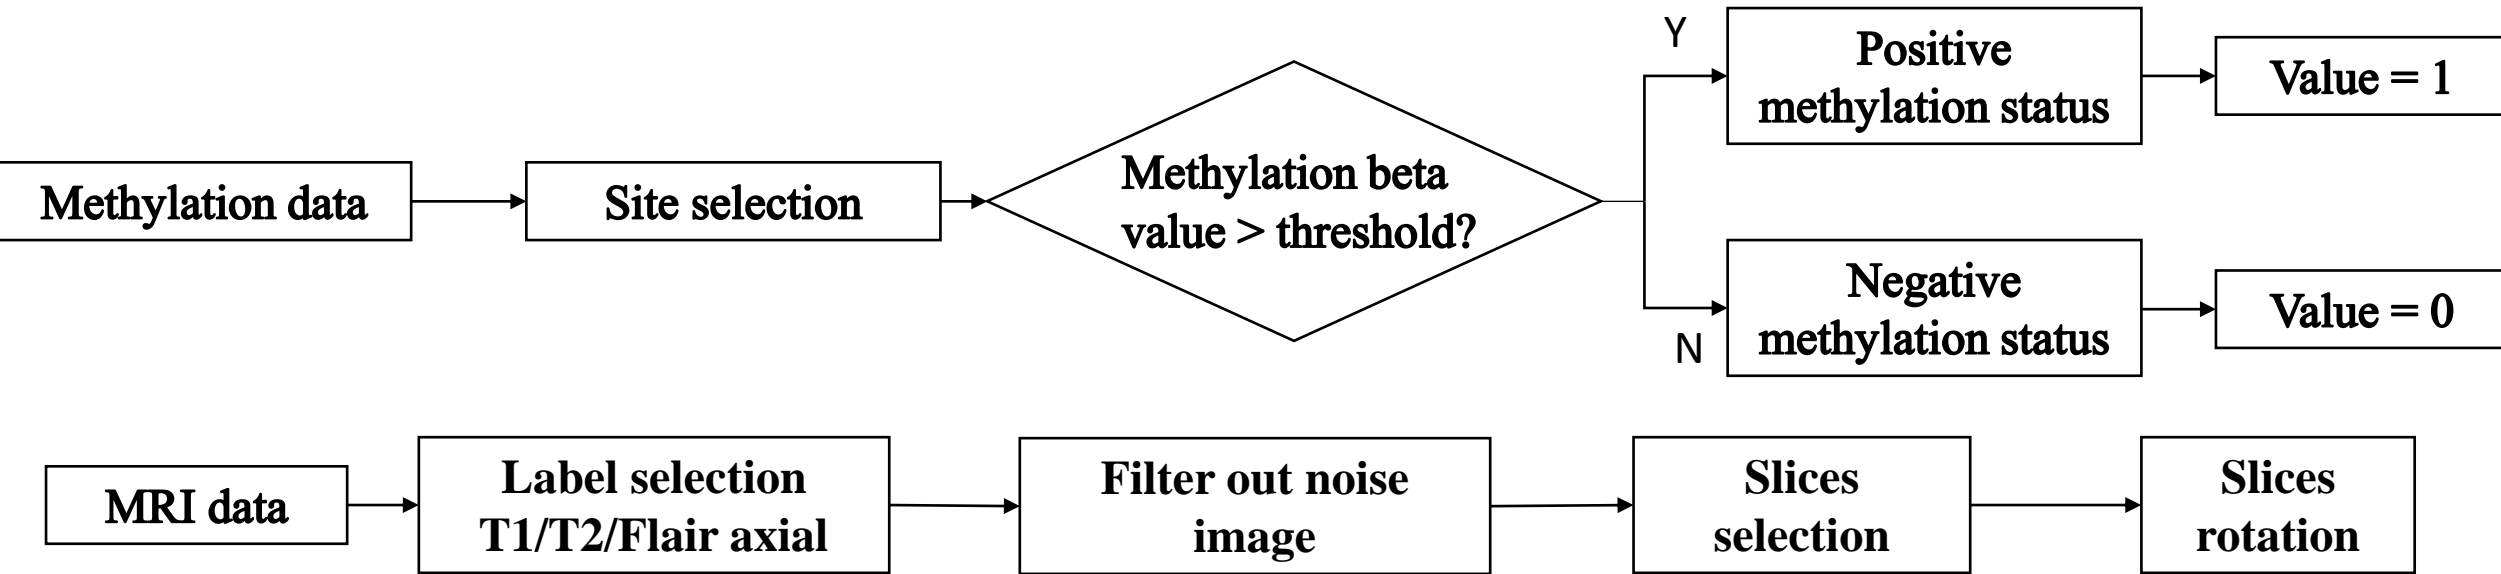 Methylation data
Site selection
Methylation beta
value > threshold?
Y
Positive
methylation status
Value = 1
N
Negative
methylation status
Value = 0
MRI data
Label selection
T1/T2/Flair axial
Filter out noise
image
Slices
selection
Slices
rotation